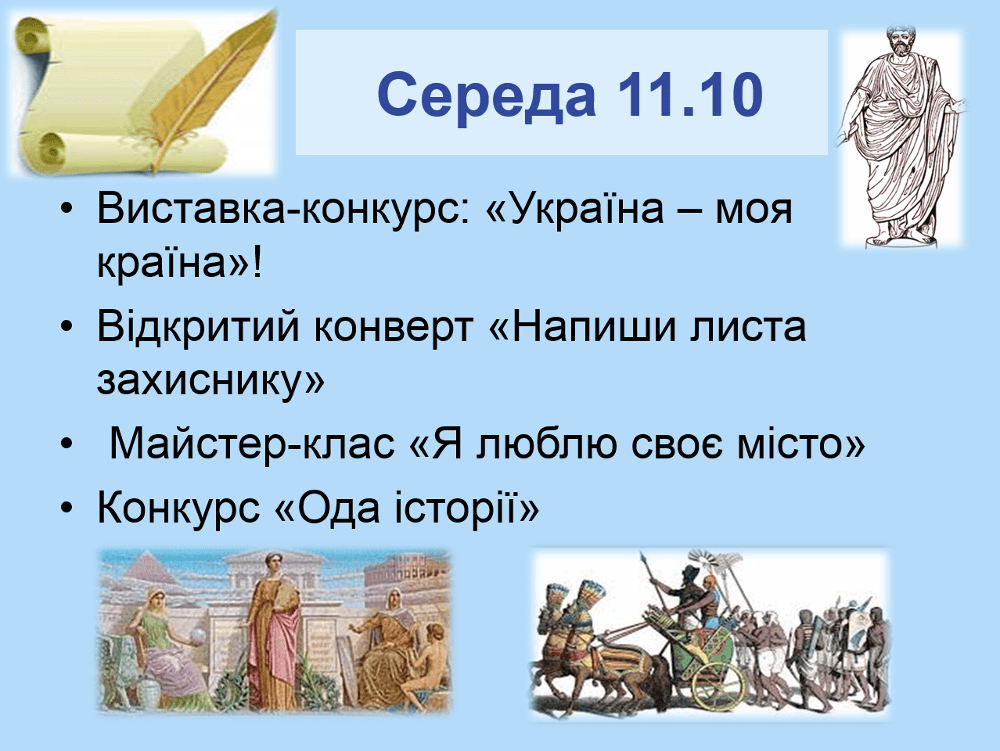 Середа 11.10
• Виставка-конкурс: «Україна – моя
країна»!
• Відкритий конверт «Напиши листа
захиснику»
• Майстер-клас «Я люблю своє місто»
• Конкурс «Ода історії»